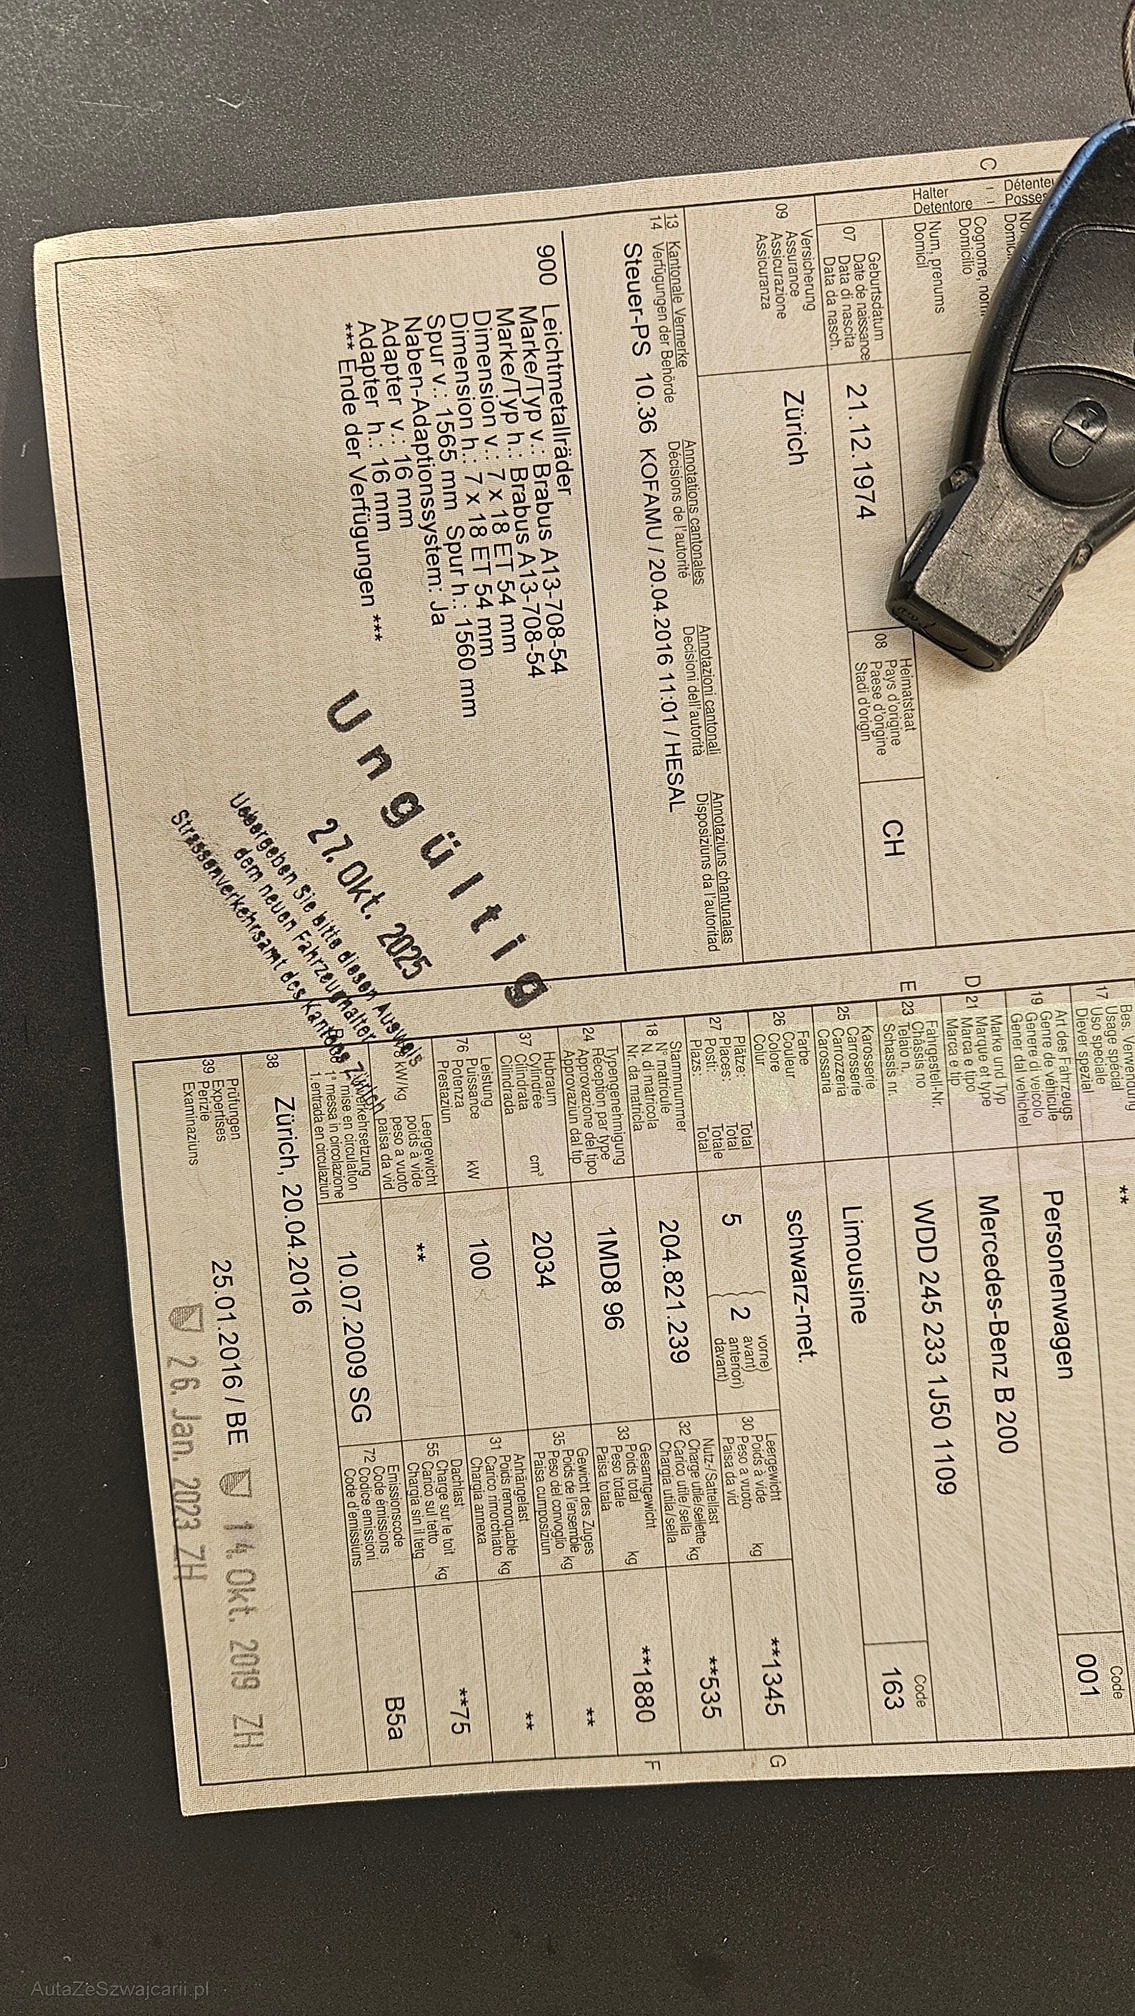 C
Détente
Posses
Halter
Detentore
Cognome, nom
Domicilio
Num, prenums
Domicil
07
Geburtsdatum
Date de naissance
Data di nascita
Data da nasch.
21.12.1974
08
Heimatstaat
Pays d'origine
Paese d'origine
Stadi d'origin
CH
09
Versicherung
Assurance
Assicurazione
Assicuranza
Zürich
13 Kantonale Vermerke
14 Verfügungen der Behörde
Annotations cantonales
Décisions de l'autorité
Annotazioni cantonali
Decisioni dell'autorità
Annotaziuns chantunalas
Disposiziuns da l'autoritad
Steuer-PS 10.36 KOFAMU / 20.04.2016 11:01 / HESAL
900 Leichtmetallräder
Marke/Typ v.: Brabus A13-708-54
Marke/Typ h.: Brabus A13-708-54
Dimension v.: 7 x 18 ET 54 mm
Dimension h.: 7 x 18 ET 54 mm
Spur v.: 1565 mm Spur h.: 1560 mm
Naben-Adaptionssystem: Ja
Adapter v.: 16 mm
Adapter h.: 16 mm
*** Ende der Verfügungen ***
Ungültig
27. Okt. 2025
Uebergeben Sie bitte diesen Ausweis
dem neuen Fahrzeughalter
Strassenverkehrsamt des Kantons Zürich
17
Bes. Verwendung
Usage spécial
Uso speciale
Diever spezial
**
19
Art des Fahrzeugs
Genre de véhicule
Genere di veicolo
Gener dal vehichel
Personenwagen
Code
001
D 21
Marke und Typ
Marque et type
Marca e tipo
Marca e tip
Mercedes-Benz B 200
E 23
Fahrgestell-Nr.
Châssis no
Telaio n.
Schassis nr.
WDD 245 233 1J50 1109
25
Karosserie
Carrosserie
Carrozzeria
Carossaria
Limousine
Code
163
26
Farbe
Couleur
Colore
Colur
schwarz-met.
27
Plätze: Total
Places: Total
Posti: Totale
Plazs: Total
5
2
vorne)
avant)
anteriori)
davant)
30
Leergewicht
Poids à vide
Peso a vuoto
Paisa da vid
kg
**1345
G
18
Stammnummer
N° matricule
N. di matricola
Nr. da matricla
204.821.239
32
Nutz-/Sattellast
Charge utile/sellette
Carico utile/sella
Chargia utila/sella
kg
**535
24
Typengenehmigung
Réception par type
Approvazione del tipo
Approvaziun dal tip
1MD8 96
33
Gesamtgewicht
Poids total
Peso totale
Paisa totala
kg
**1880
F
37
Hubraum
Cylindrée
Cilindrata
Cilindrada
cm³
2034
35
Gewicht des Zuges
Poids de l'ensemble
Peso del convoglio
Paisa cumposiziun
kg
**
76
Leistung
Puissance
Potenza
Prestaziun
kW
100
31
Anhängelast
Poids remorquable
Carico rimorchiato
Chargia annexa
kg
**
kW/kg
Leergewicht
poids à vide
peso a vuoto
paisa da vid
**
55
Dachlast
Charge sur le toit
Carico sul tetto
Chargia sin il tetg
kg
**75
mise en circulation
1ª messa in circolazione
1. entrada en circulaziun
10.07.2009 SG
72
Emissionscode
Code émissions
Codice emissioni
Code d'emissiuns
B5a
38
Zürich, 20.04.2016
39
Prüfungen
Expertises
Perizie
Examinaziuns
25.01.2016 / BE
14. Okt. 2019 ZH
26. Jan. 2023 ZH
AutaZeSzwajcarii.pl